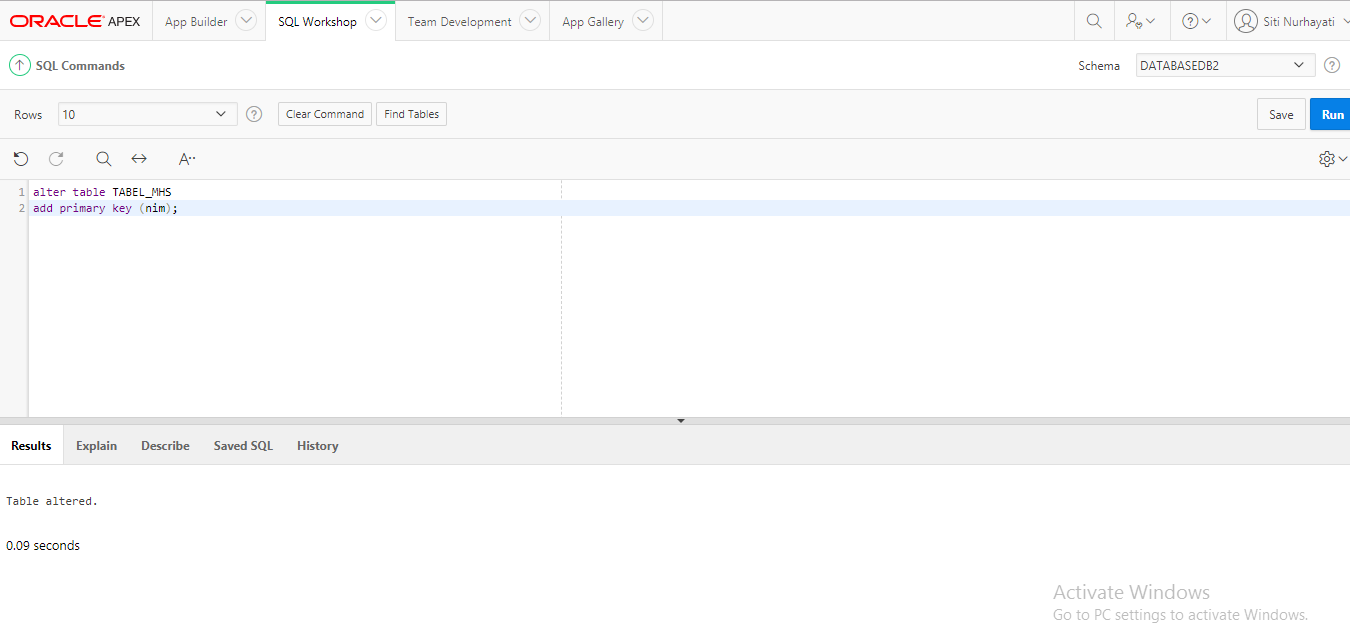 ORACLE APEX App Builder SQL Workshop Team Development App Gallery Siti Nurhayati
SQL Commands Schema DATABASEDB2 ?
Rows 10 ? Clear Command Find Tables Save Run
A··
1 alter table TABEL_MHS
2 add primary key (nim);
Results Explain Describe Saved SQL History
Table altered.
0.09 seconds
Activate Windows
Go to PC settings to activate Windows.